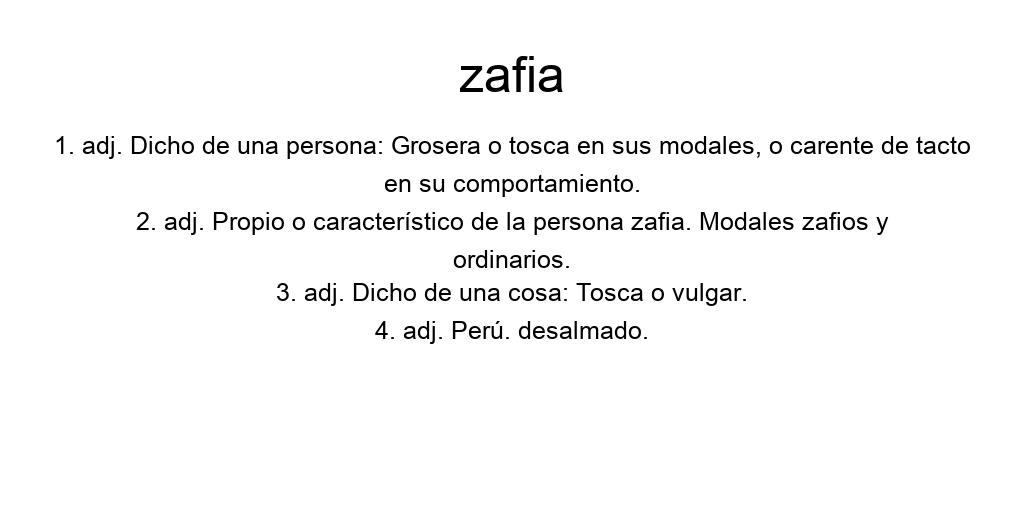 zafia
1. adj. Dicho de una persona: Grosera o tosca en sus modales, o carente de tacto
en su comportamiento.
2. adj. Propio o característico de la persona zafia. Modales zafios y
ordinarios.
3. adj. Dicho de una cosa: Tosca o vulgar.
4. adj. Perú. desalmado.